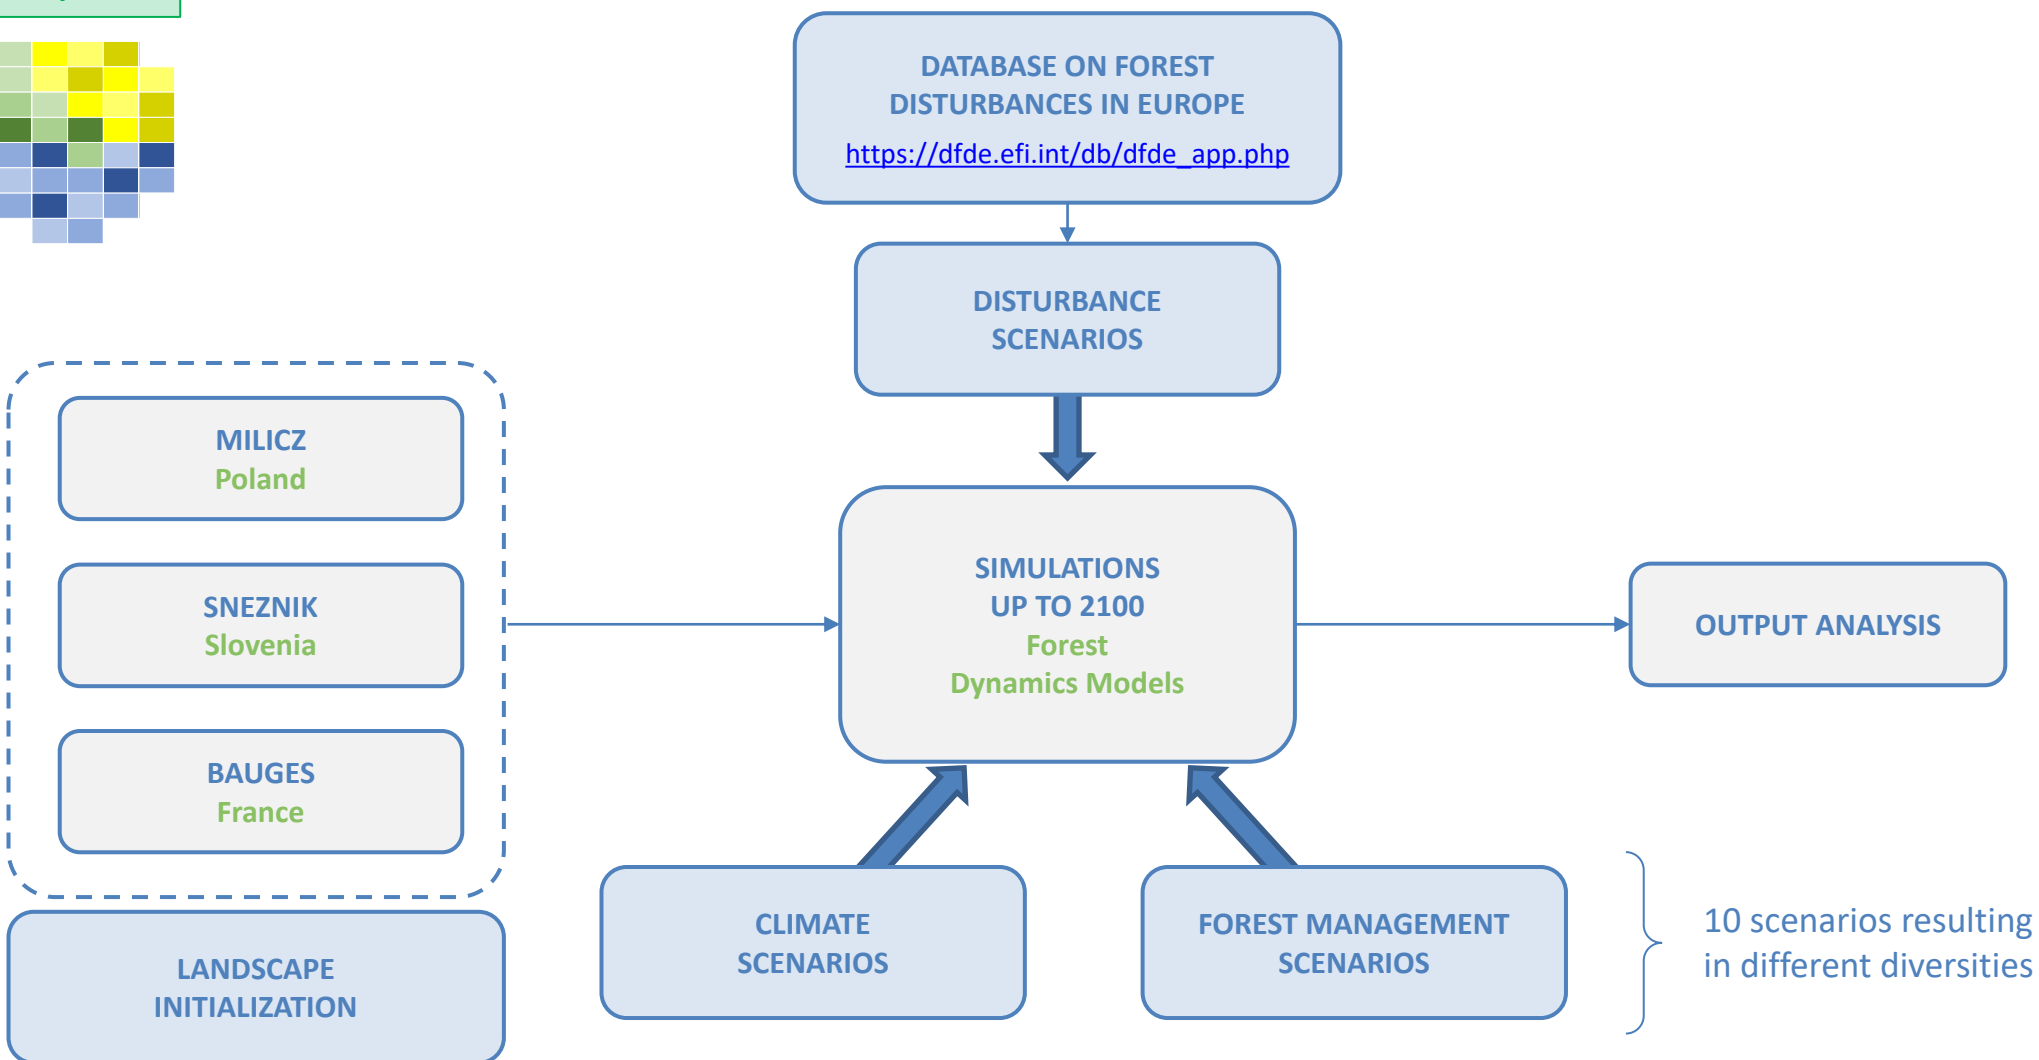 DATABASE ON FOREST
DISTURBANCES IN EUROPE
https://dfde.efi.int/db/dfde_app.php
DISTURBANCE
SCENARIOS
MILICZ
Poland
SNEZNIK
Slovenia
BAUGES
France
LANDSCAPE
INITIALIZATION
SIMULATIONS
UP TO 2100
Forest
Dynamics Models
OUTPUT ANALYSIS
CLIMATE
SCENARIOS
FOREST MANAGEMENT
SCENARIOS
10 scenarios resulting
in different diversities